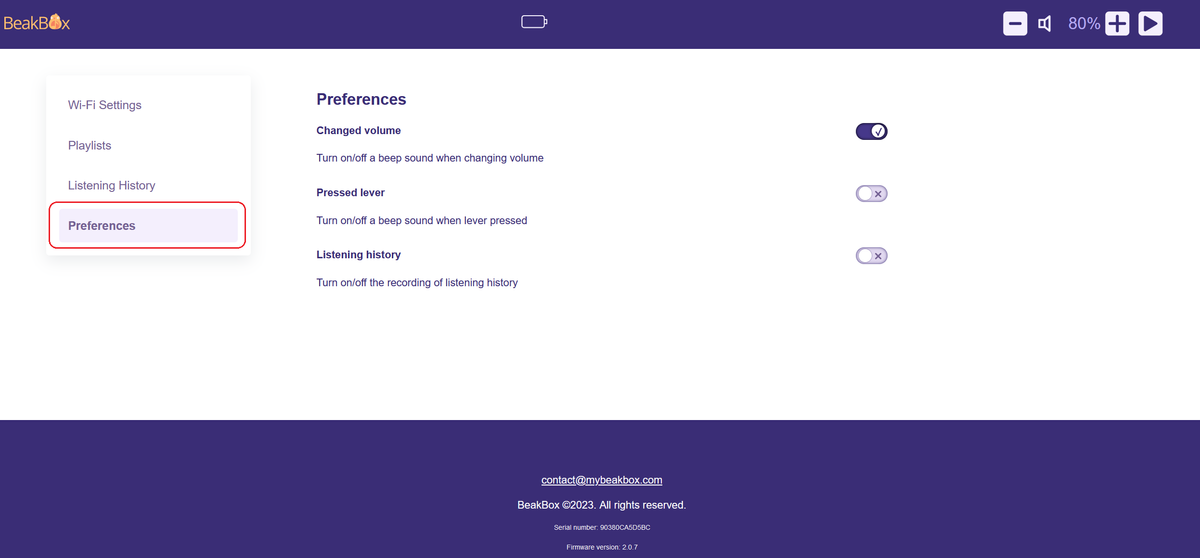 BeakBox
80%
Wi-Fi Settings
Playlists
Listening History
Preferences
Preferences
Changed volume
Turn on/off a beep sound when changing volume
Pressed lever
Turn on/off a beep sound when lever pressed
Listening history
Turn on/off the recording of listening history
contact@mybeakbox.com
BeakBox ©2023. All rights reserved.
Serial number: 90380CA5D5BC
Firmware version: 2.0.7